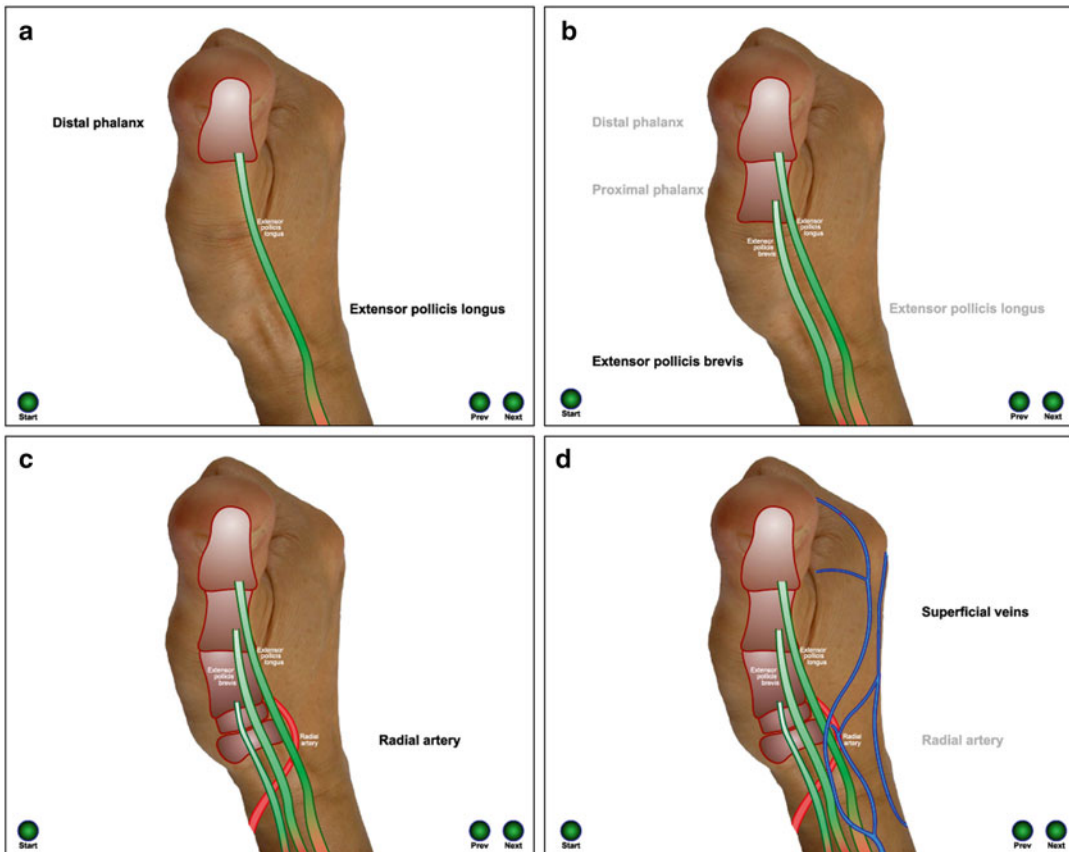 a
Distal phalanx
Extensor
pollicis
longus
Extensor pollicis longus
Start
Prev
Next
b
Distal phalanx
Proximal phalanx
Extensor
pollicis
longus
Extensor
pollicis
brevis
Extensor pollicis longus
Extensor pollicis brevis
Start
Prev
Next
c
Extensor
pollicis
longus
Extensor
pollicis
brevis
Radial
artery
Radial artery
Start
Prev
Next
d
Superficial veins
Extensor
pollicis
longus
Extensor
pollicis
brevis
Radial
artery
Radial artery
Start
Prev
Next